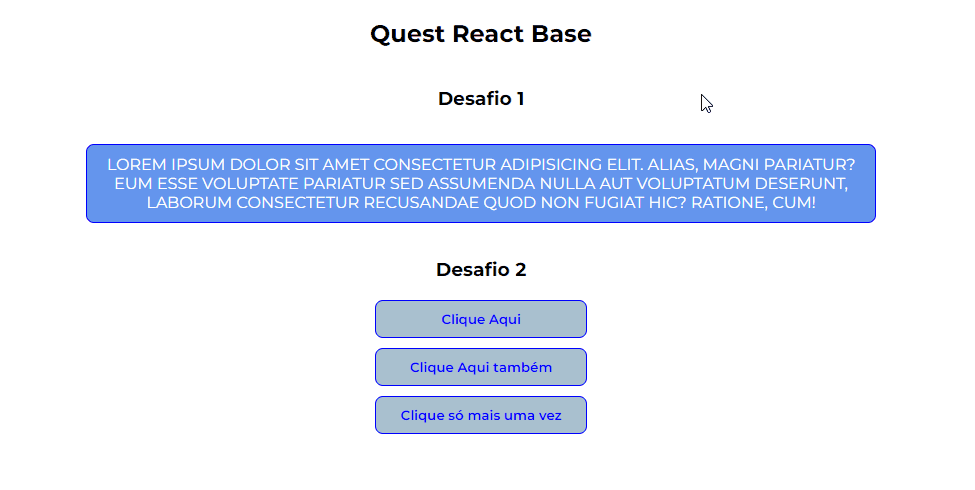 Quest React Base
Desafio 1
LOREM IPSUM DOLOR SIT AMET CONSECTETUR ADIPISICING ELIT. ALIAS, MAGNI PARIATUR?
EUM ESSE VOLUPTATE PARIATUR SED ASSUMENDA NULLA AUT VOLUPTATUM DESERUNT,
LABORUM CONSECTETUR RECUSANDAE QUOD NON FUGIAT HIC? RATIONE, CUM!
Desafio 2
Clique Aqui
Clique Aqui também
Clique só mais uma vez